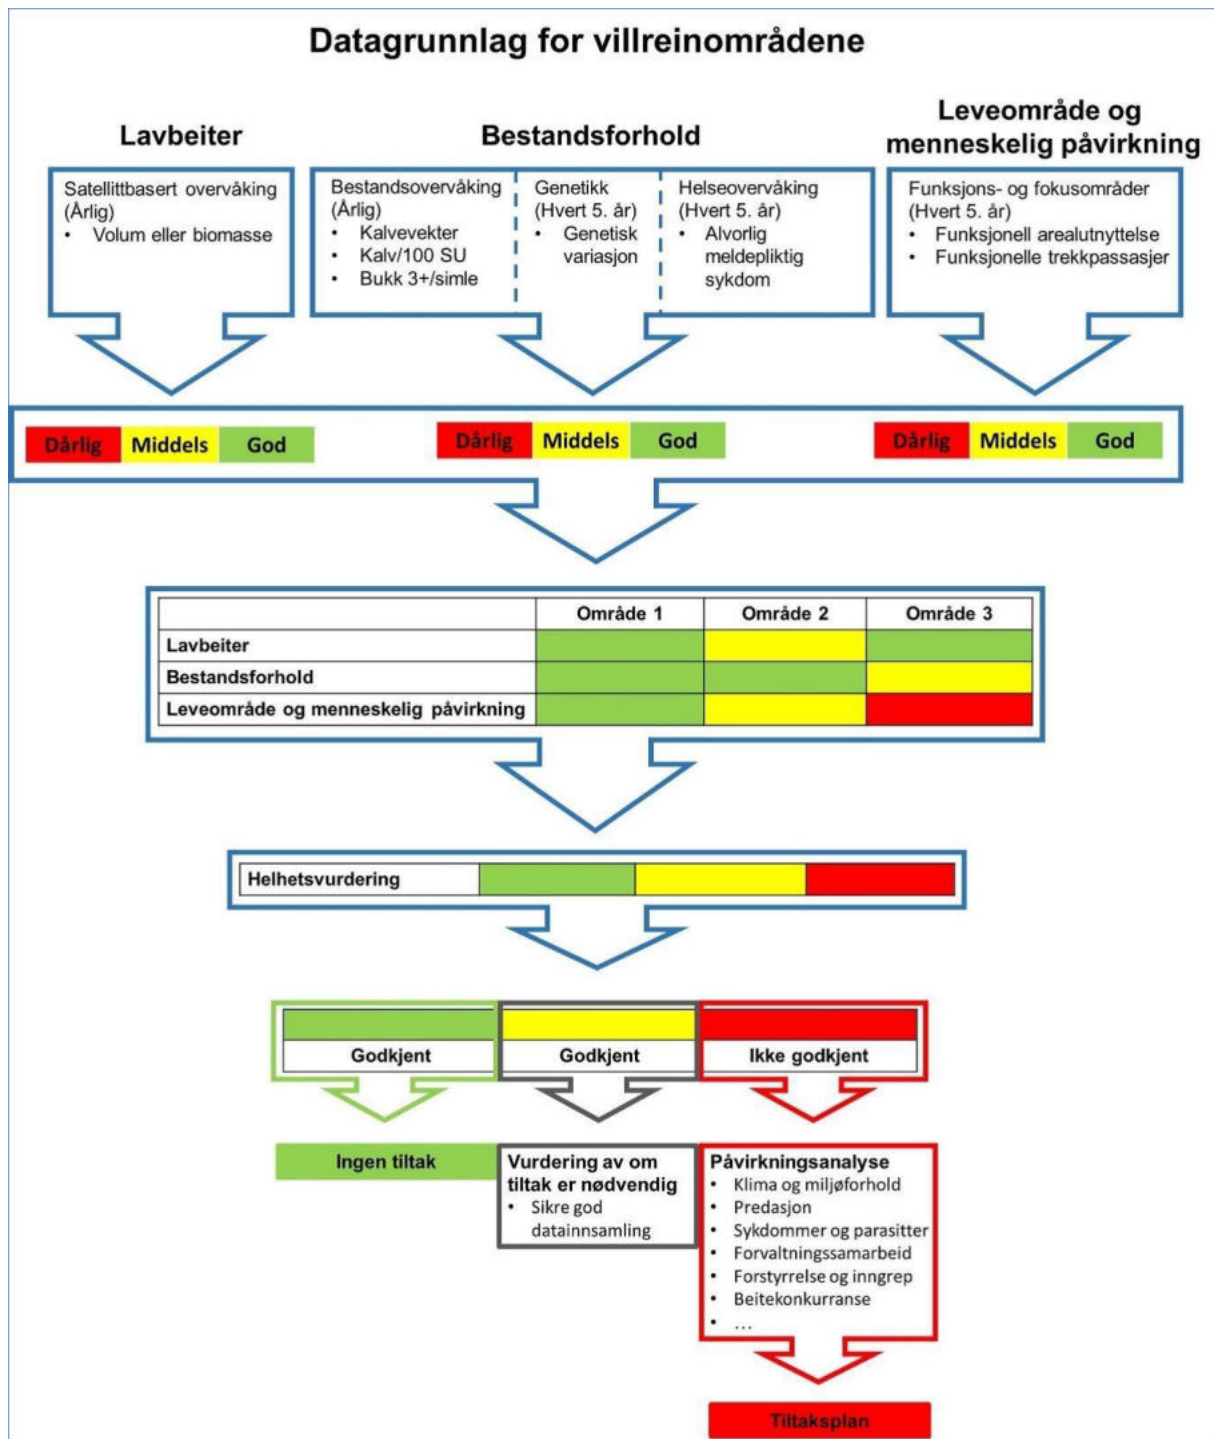 Datagrunnlag for villreinområdene
Lavbeiter
Bestandsforhold
Leveområde og
menneskelig påvirkning
Satellittbasert overvåking
(Årlig)
• Volum eller biomasse
Bestandsovervåking
(Årlig)
• Kalvevekter
• Kalv/100 SU
• Bukk 3+/simle
Genetikk
(Hvert 5. år)
• Genetisk
variasjon
Helseovervåking
(Hvert 5. år)
• Alvorlig
meldepliktig
sykdom
Funksjons- og fokusområder
(Hvert 5. år)
• Funksjonell arealutnyttelse
• Funksjonelle trekkpassasjer
Dårlig Middels God
Dårlig Middels God
Dårlig Middels God
Område 1 Område 2 Område 3
Lavbeiter
Bestandsforhold
Leveområde og menneskelig påvirkning
Helhetsvurdering
Godkjent Godkjent Ikke godkjent
Ingen tiltak
Vurdering av om
tiltak er nødvendig
• Sikre god
datainnsamling
Påvirkningsanalyse
• Klima og miljøforhold
• Predasjon
• Sykdommer og parasitter
• Forvaltningssamarbeid
• Forstyrrelse og inngrep
• Beitekonkurranse
• …
Tiltaksplan